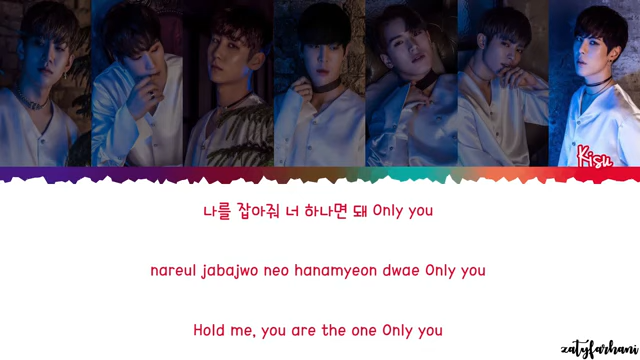 Kisu
나를 잡아줘 너 하나면 돼 Only you
nareul jabajwo neo hanamyeon dwae Only you
Hold me, you are the one Only you
zatyfarhani